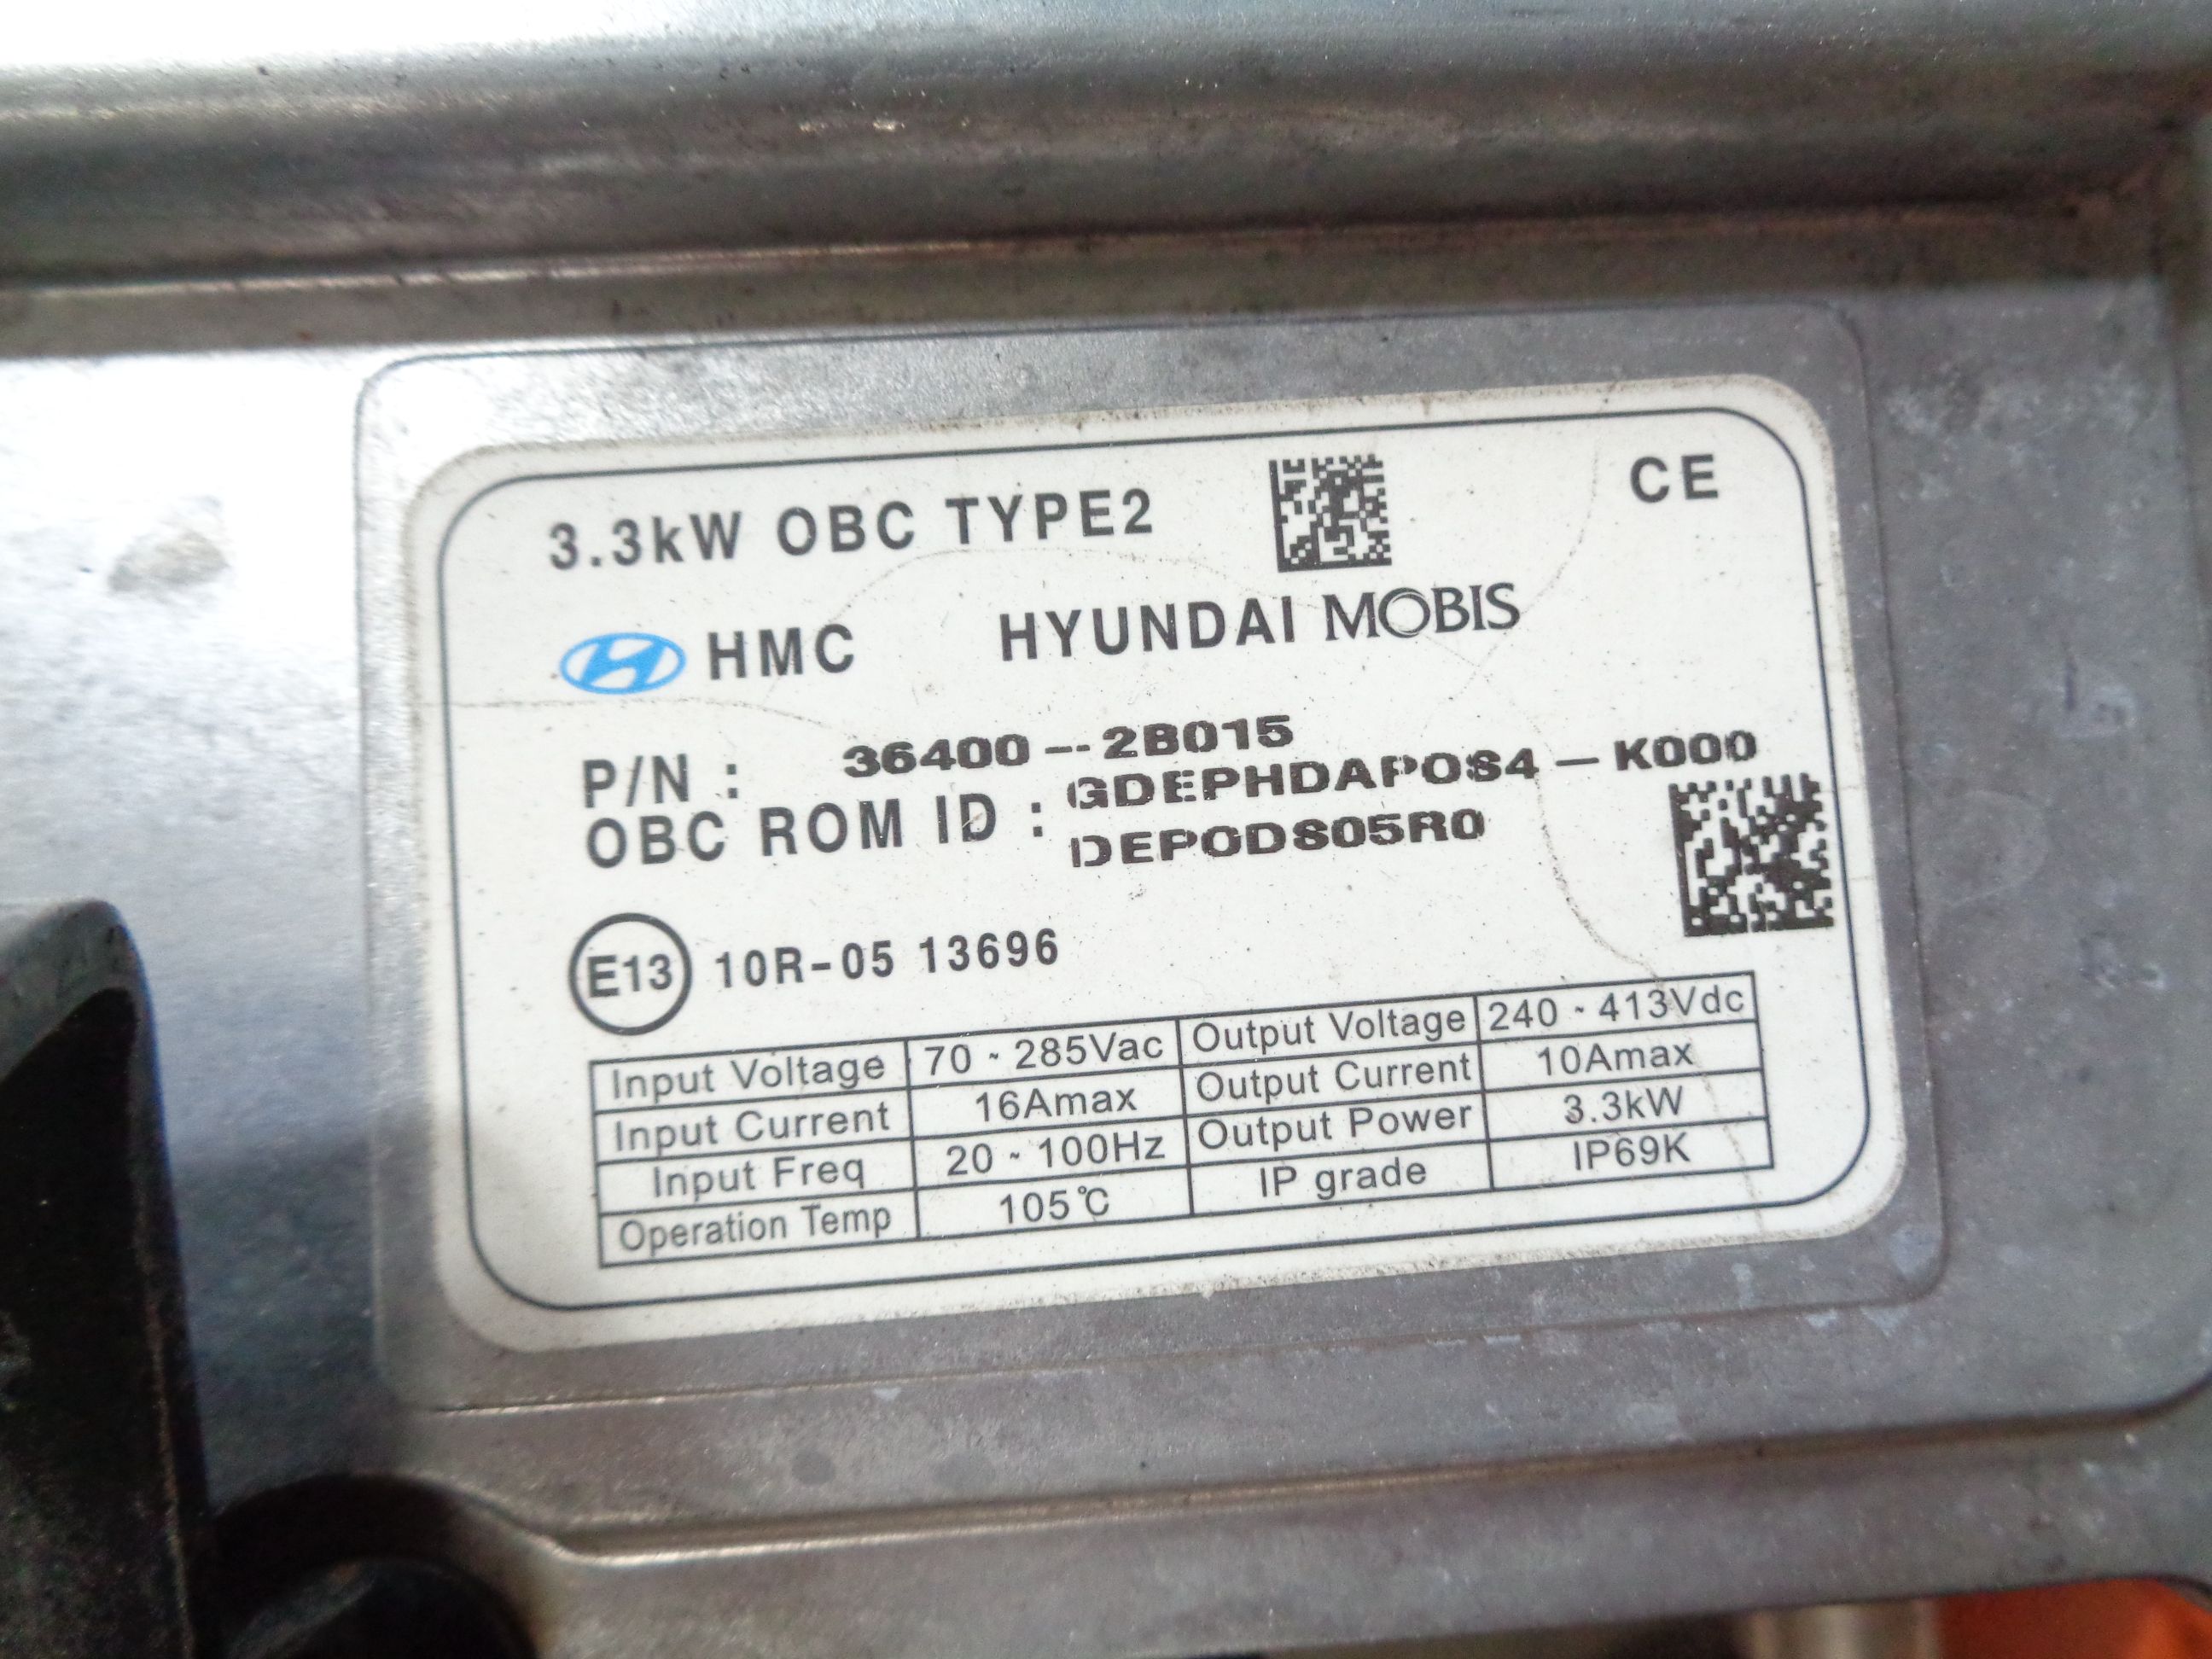 3.3kW OBC TYPE2
CE
HMC HYUNDAI MOBIS
P/N : 36400--2B015
OBC ROM ID : GDEPHDAPOS4-K000
DEPODS05R0
E13 10R-05 13696
Input Voltage 70~285Vac Output Voltage 240~413Vdc
Input Current 16Amax Output Current 10Amax
Input Freq 20~100Hz Output Power 3.3kW
Operation Temp 105℃ IP grade IP69K